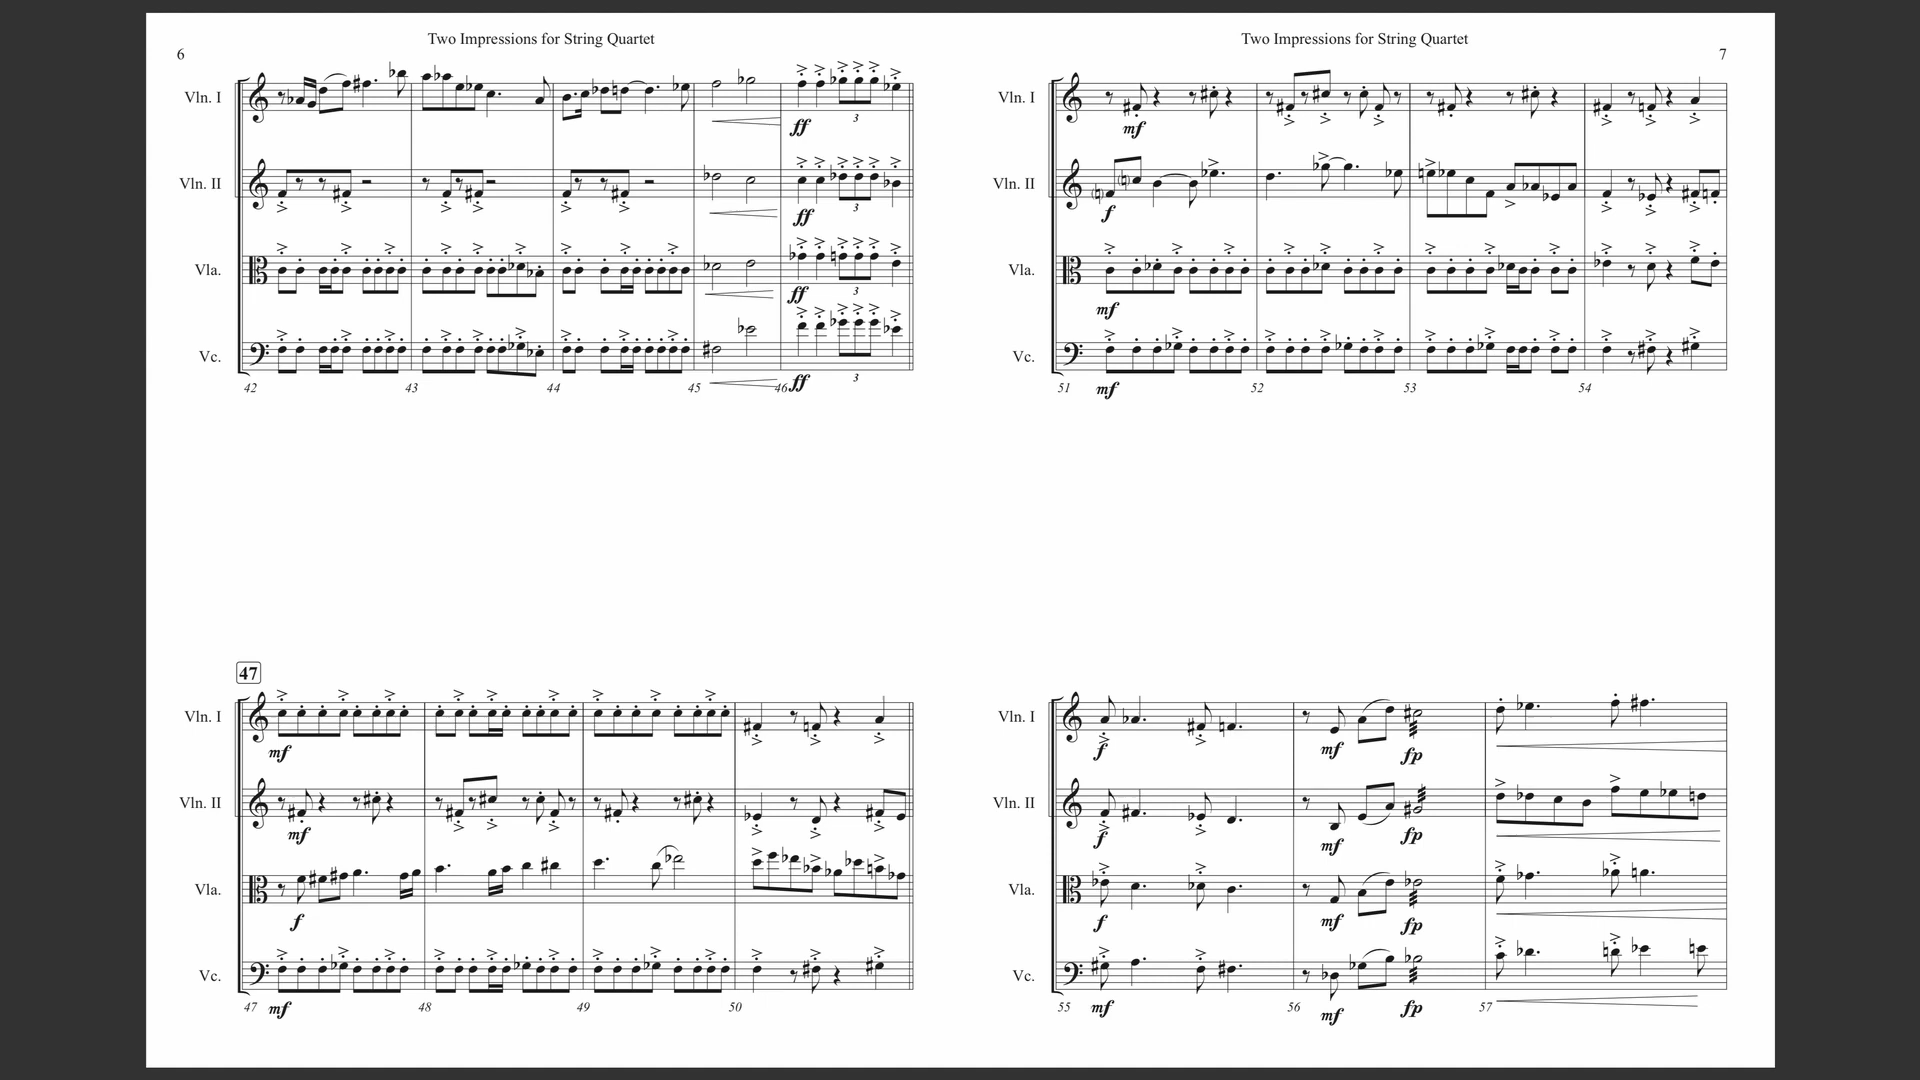 Two Impressions for String Quartet
6
Vln. I
ff
3
Vln. II
ff
3
Vla.
ff
3
Vc.
ff
3
42 43 44 45 46
47
Vln. I
mf
Vln. II
mf
Vla.
f
Vc.
mf
47 48 49 50
Two Impressions for String Quartet
7
Vln. I
mf
Vln. II
f
Vla.
mf
Vc.
mf
51 52 53 54
Vln. I
f mf fp
Vln. II
f mf fp
Vla.
f mf fp
Vc.
mf mf fp
55 56 57